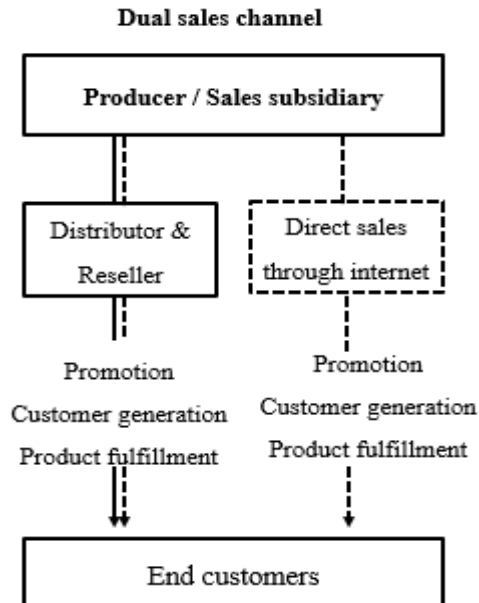 Dual sales channel
Producer / Sales subsidiary
Distributor &
Reseller
Direct sales
through internet
Promotion
Customer generation
Product fulfillment
Promotion
Customer generation
Product fulfillment
End customers